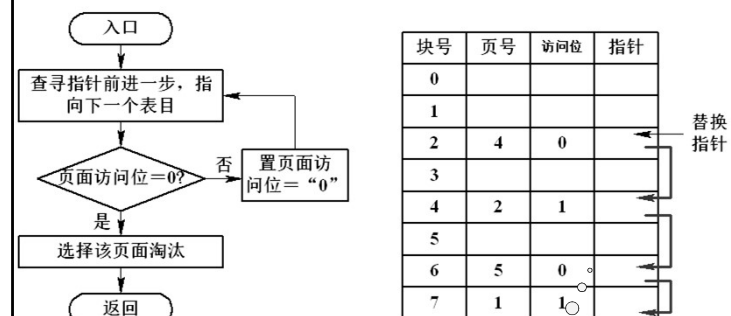 入口
查寻指针前进一步，指
向下一个表目
页面访问位＝0?
否
置页面访
问位＝“0”
是
选择该页面淘汰
返回
块号 页号 访问位 指针
0
1
2 4 0
3
4 2 1
5
6 5 0
7 1 1
替换
指针